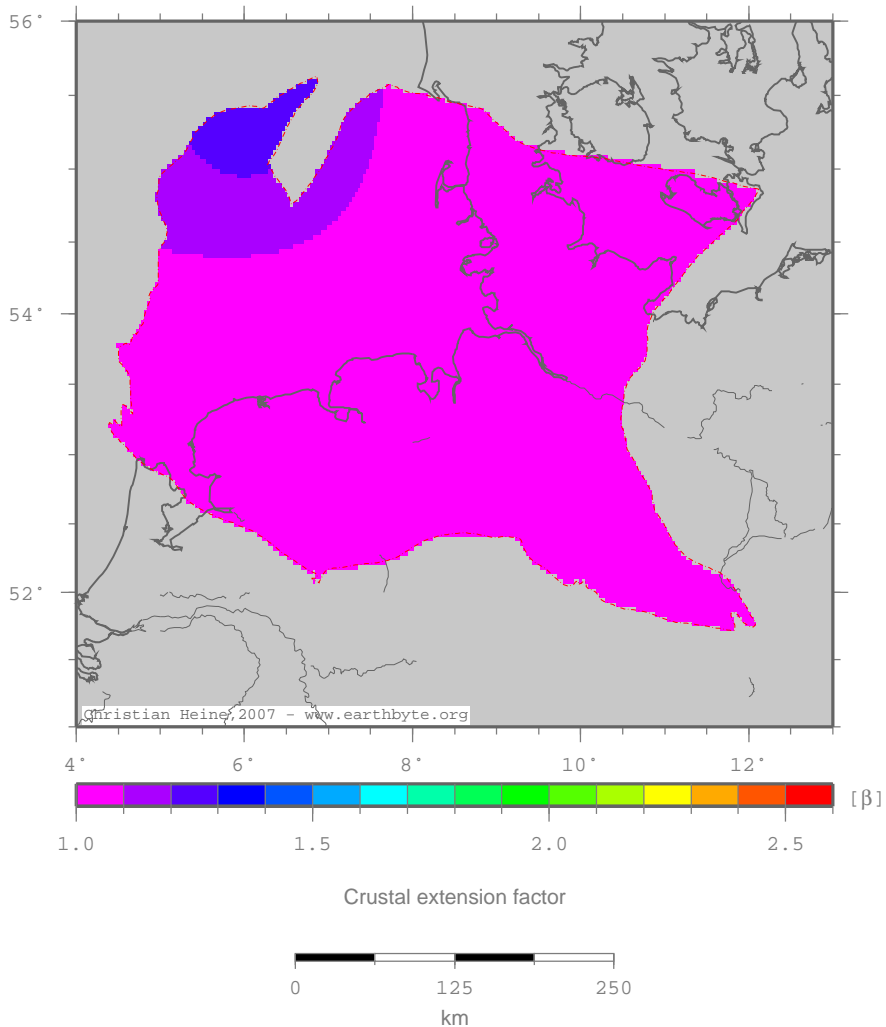 56°
54°
52°
Christian Heine,2007 - www.earthbyte.org
4° 6° 8° 10° 12°
[β]
1.0 1.5 2.0 2.5
Crustal extension factor
0 125 250
km